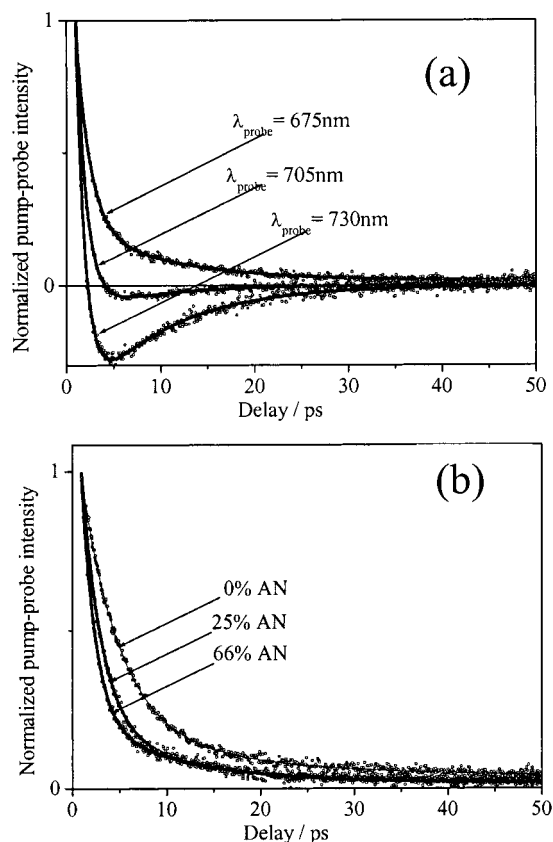 (a)
Normalized pump-probe intensity
1
0
λprobe= 675nm
λprobe= 705nm
λprobe= 730nm
0 10 20 30 40 50
Delay / ps
(b)
Normalized pump-probe intensity
1
0
0% AN
25% AN
66% AN
0 10 20 30 40 50
Delay / ps